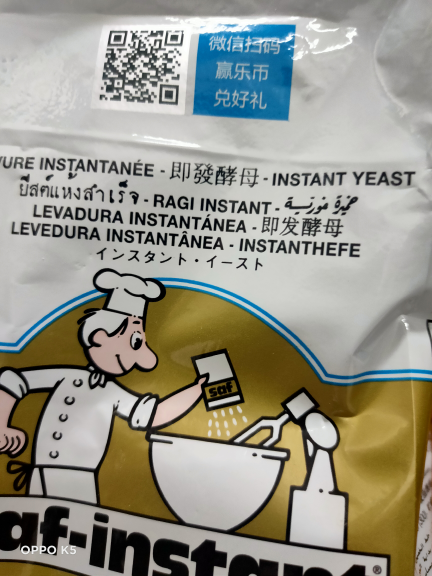 微信扫码
赢乐币
兑好礼
VURE INSTANTANÉE - 即發酵母 - INSTANT YEAST
ยีสต์แห้งสำเร็จ - RAGI INSTANT - خميرة فورية
LEVADURA INSTANTÁNEA - 即发酵母
LEVEDURA INSTANTÂNEA - INSTANTHEFE
インスタント・イースト
saf
af-instant®
OPPO K5